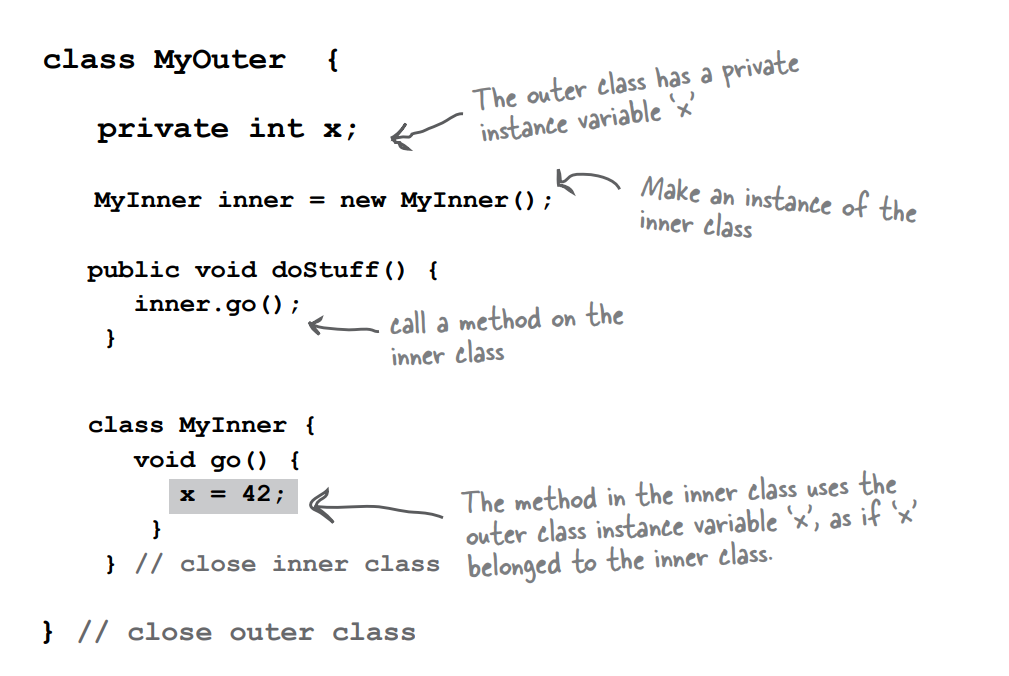 class MyOuter {
The outer class has a private
instance variable ‘x’
private int x;
MyInner inner = new MyInner();
Make an instance of the
inner class
public void doStuff() {
inner.go();
}
call a method on the
inner class
class MyInner {
void go() {
x = 42;
The method in the inner class uses the
outer class instance variable ‘x’, as if ‘x’
belonged to the inner class.
}
} // close inner class
} // close outer class